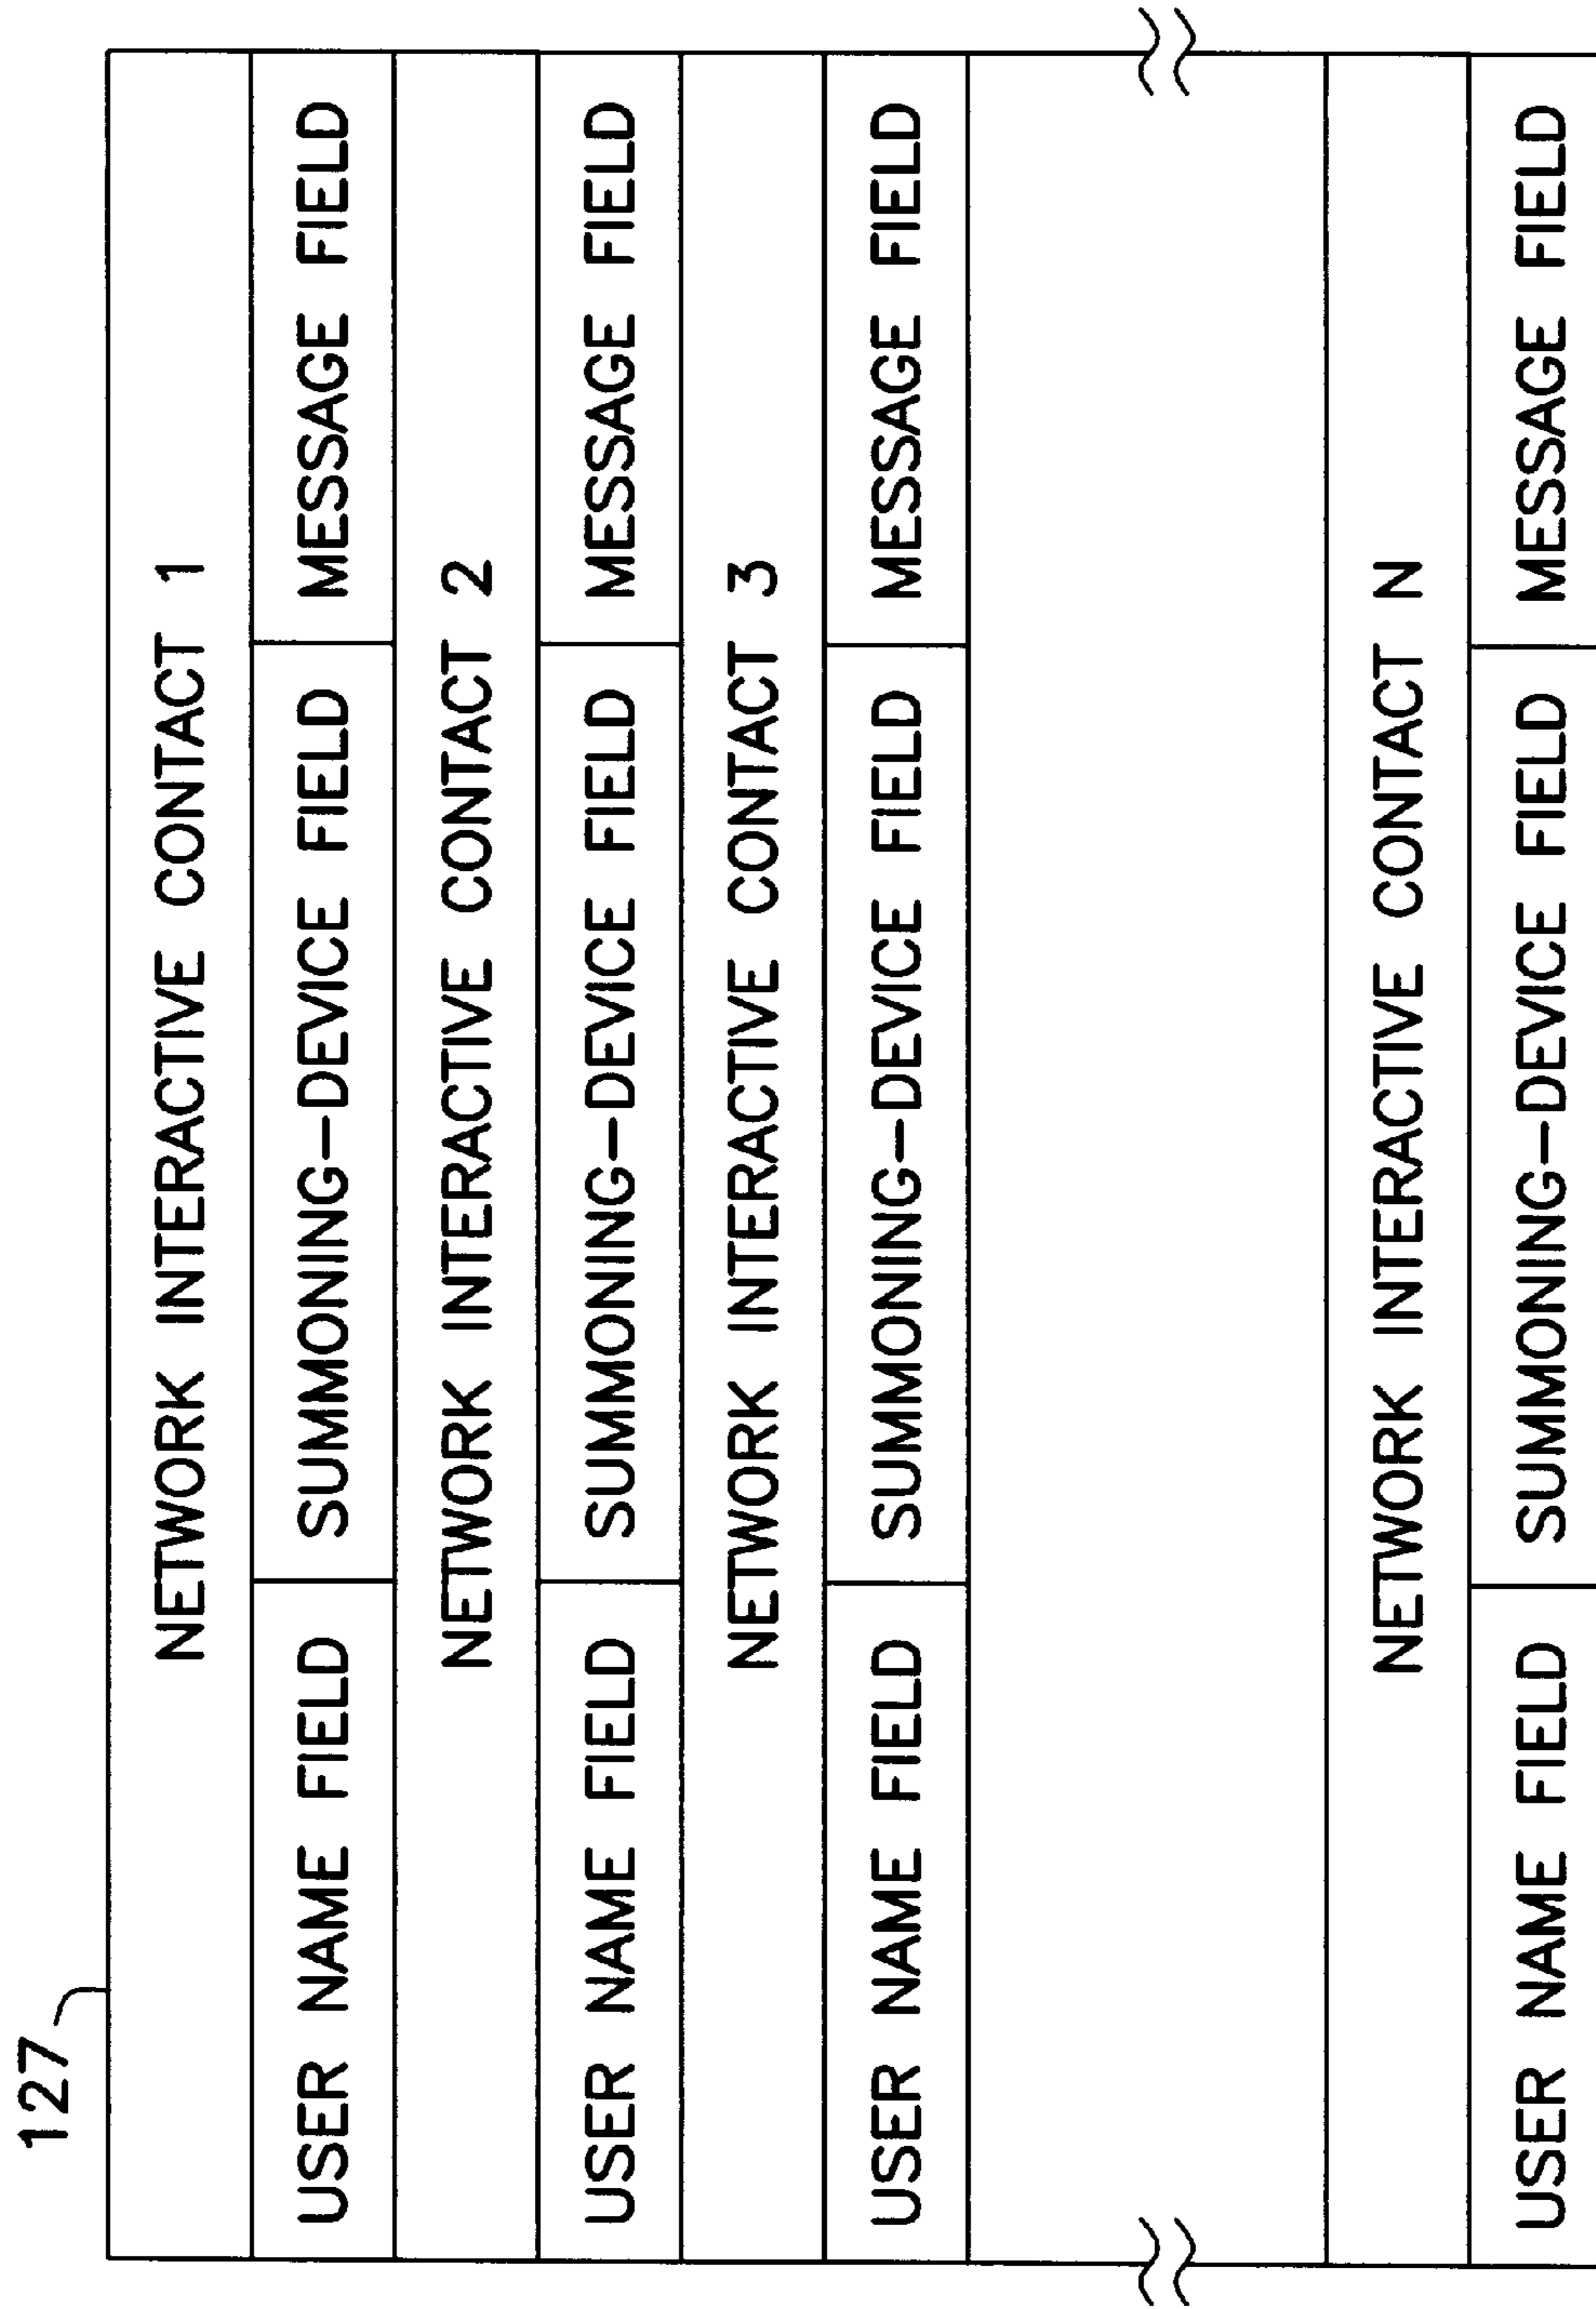 127
NETWORK INTERACTIVE CONTACT 1
USER NAME FIELD SUMMONING-DEVICE FIELD MESSAGE FIELD
NETWORK INTERACTIVE CONTACT 2
USER NAME FIELD SUMMONING-DEVICE FIELD MESSAGE FIELD
NETWORK INTERACTIVE CONTACT 3
USER NAME FIELD SUMMONING-DEVICE FIELD MESSAGE FIELD
NETWORK INTERACTIVE CONTACT N
USER NAME FIELD SUMMONING-DEVICE FIELD MESSAGE FIELD